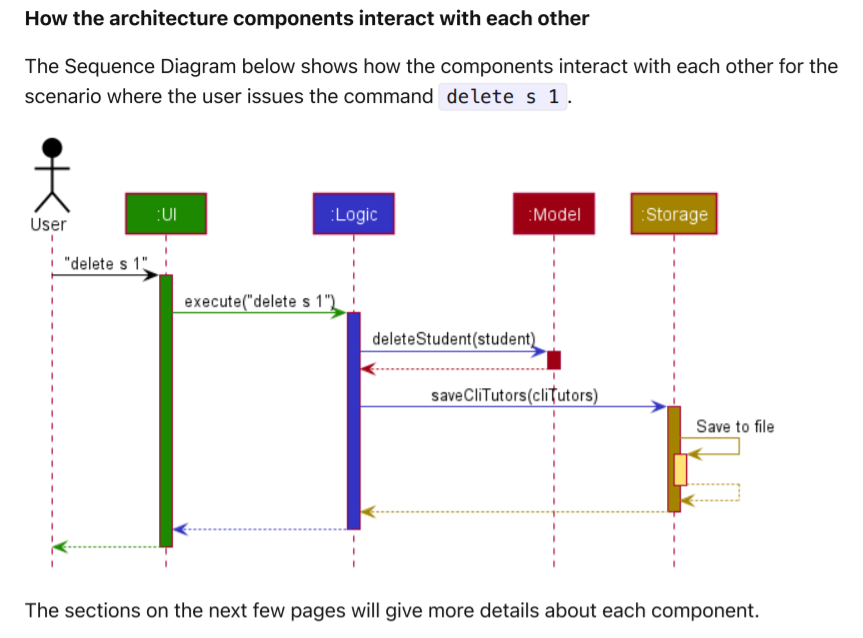 How the architecture components interact with each other
The Sequence Diagram below shows how the components interact with each other for the
scenario where the user issues the command delete s 1.
User
:UI
:Logic
:Model
:Storage
"delete s 1"
execute("delete s 1")
deleteStudent(student)
saveCliTutors(cliTutors)
Save to file
The sections on the next few pages will give more details about each component.